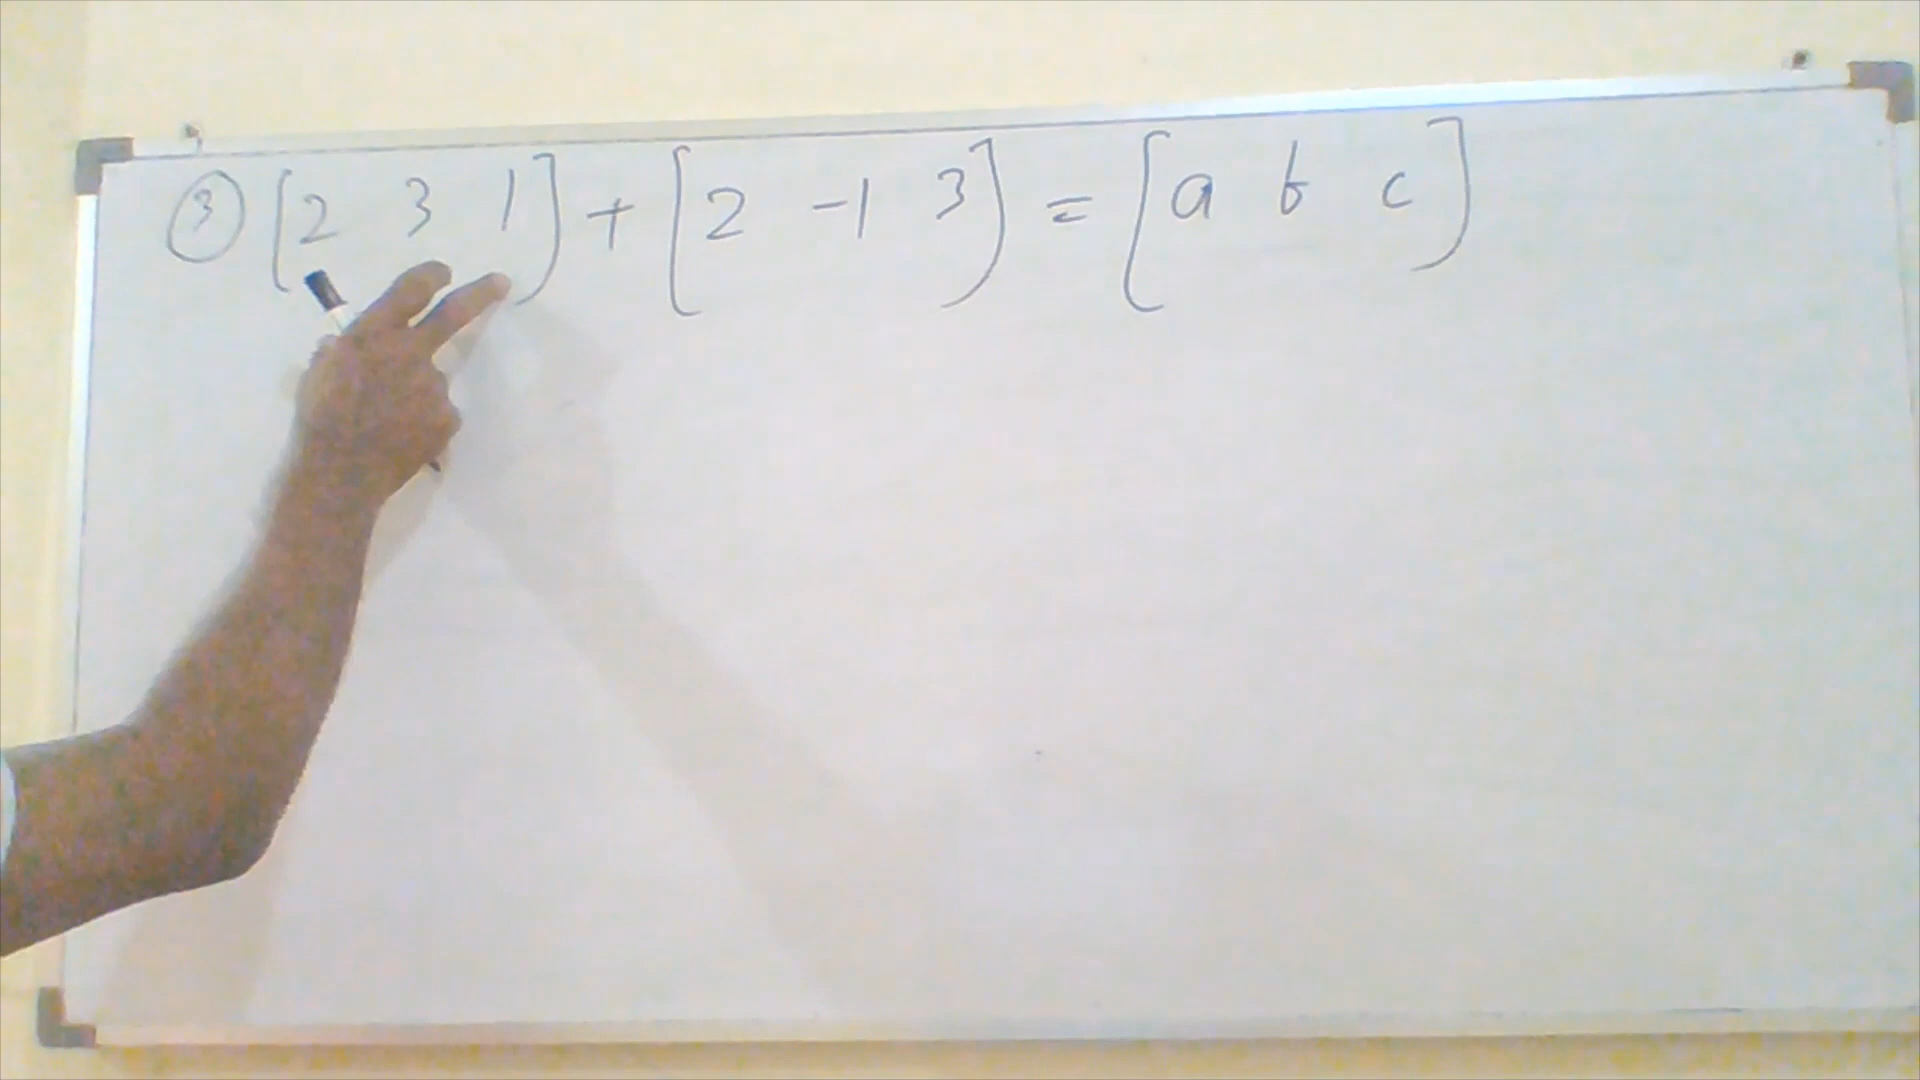 ③ [2 3 1] + [2 -1 3] = [a b c]